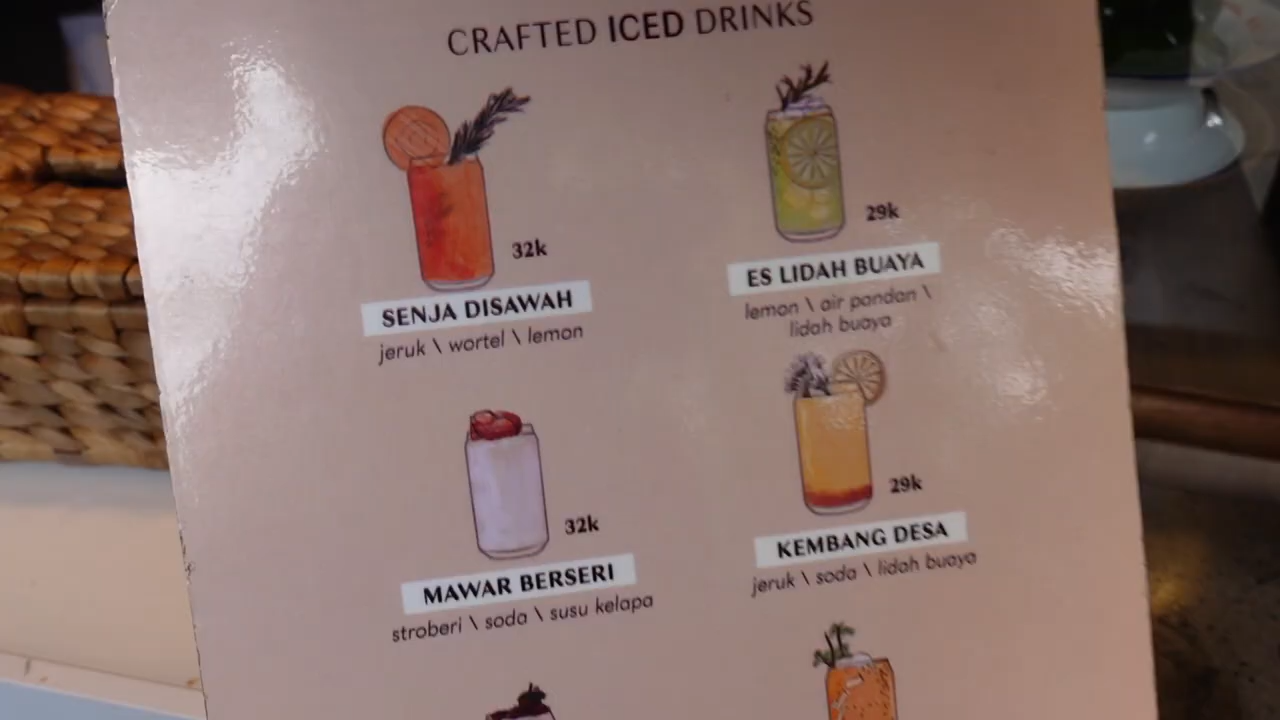 CRAFTED ICED DRINKS
32k
SENJA DISAWAH
jeruk \ wortel \ lemon
29k
ES LIDAH BUAYA
lemon \ air pandan \
lidah buaya
32k
MAWAR BERSERI
stroberi \ soda \ susu kelapa
29k
KEMBANG DESA
jeruk \ soda \ lidah buaya